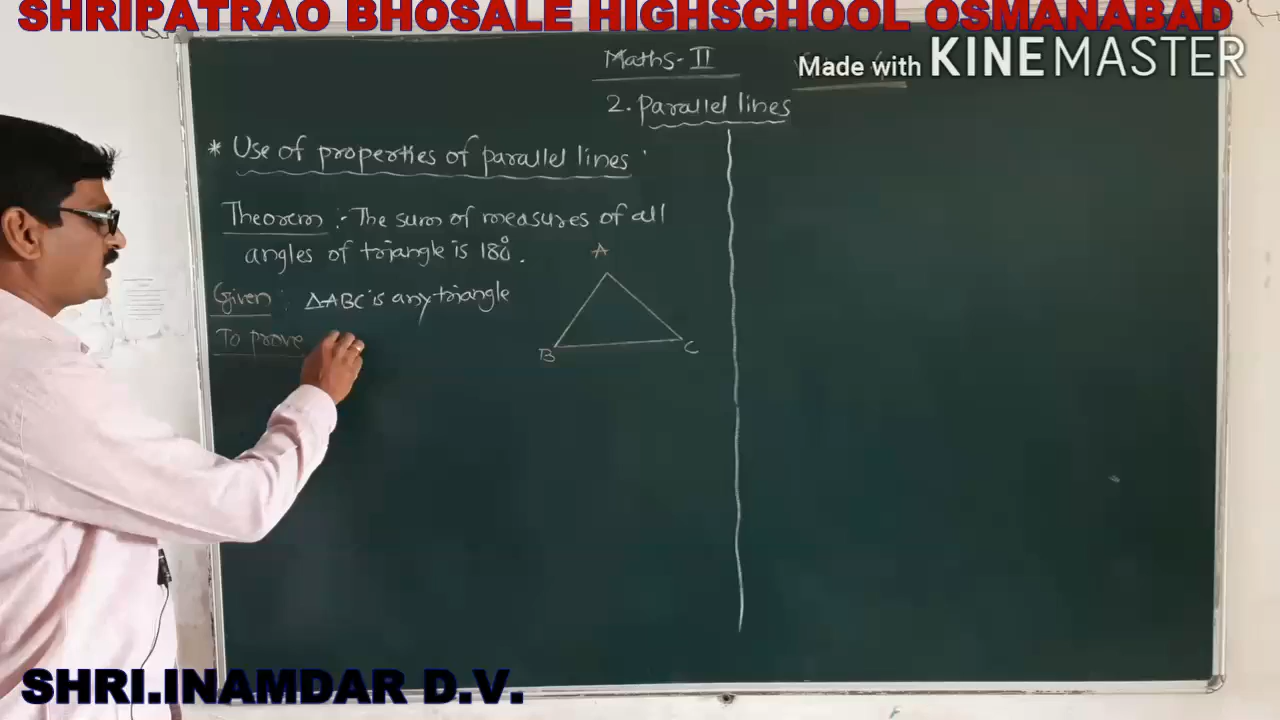 SHRIPATRAO BHOSALE HIGHSCHOOL OSMANABAD
Made with KINEMASTER
Maths-II
2. Parallel lines
* Use of properties of parallel lines
Theorem :- The sum of measures of all
angles of triangle is 180°.
Given : △ABC is any triangle
To prove
A
B
C
SHRI.INAMDAR D.V.